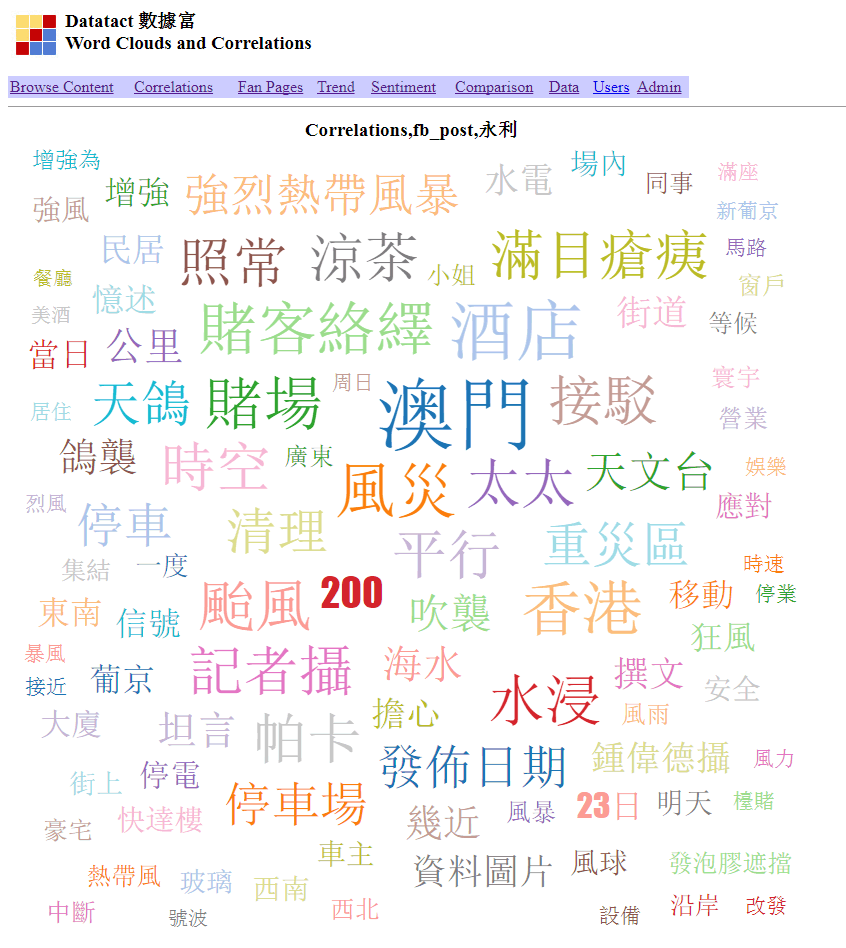 Datatact 數據富
Word Clouds and Correlations
Browse Content Correlations Fan Pages Trend Sentiment Comparison Data Users Admin
Correlations,fb_post,永利
增強為 增強 強烈熱帶風暴 水電 場內 同事 滿座
強風 新葡京
民居 照常 涼茶 小姐 滿目瘡痍 馬路
餐廳 憶述 窗戶
美酒 賭客絡繹 酒店 街道 等候
當日 公里
天鴿 賭場 周日 澳門 接駁 寰宇
居住 營業
鴿襲 時空 廣東 風災 太太 天文台 娛樂
烈風 停車 清理 應對
集結 一度 平行 重災區 時速
東南 信號 颱風 200 吹襲 香港 移動 停業
狂風
暴風 記者攝 海水 撰文
接近 葡京 水浸 安全
大廈 坦言 帕卡 擔心 風雨
街上 停電 發佈日期 鍾偉德攝 風力
豪宅 快達樓 停車場 幾近 風暴 23日 明天 檯賭
車主
熱帶風 玻璃 西南 資料圖片 風球 發泡膠遮擋
中斷 號波 西北 設備 沿岸 改發